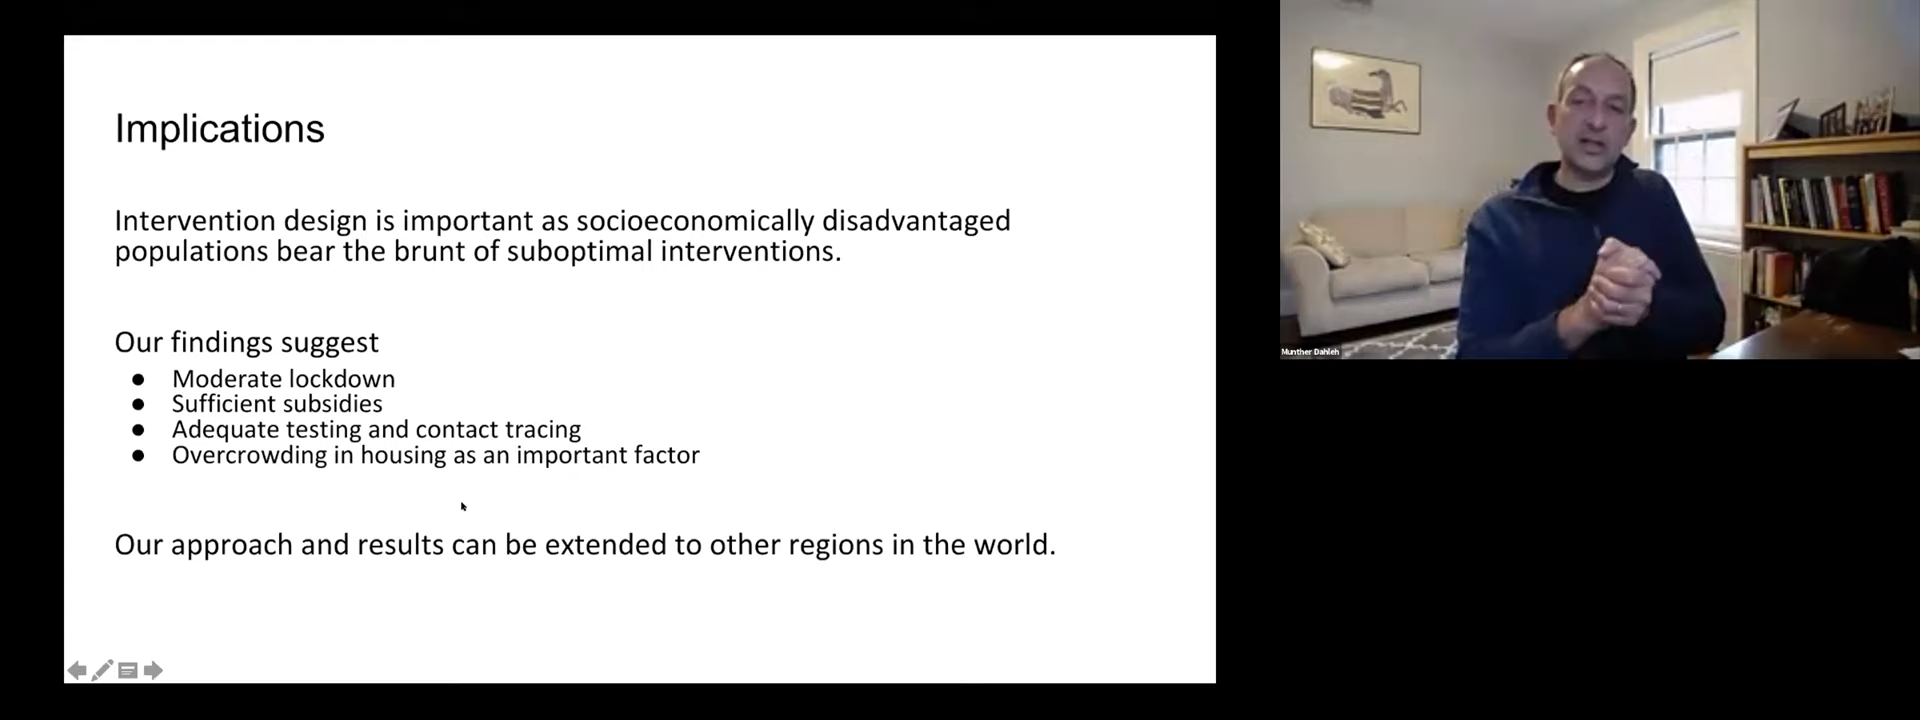 Implications
Intervention design is important as socioeconomically disadvantaged
populations bear the brunt of suboptimal interventions.
Our findings suggest
● Moderate lockdown
● Sufficient subsidies
● Adequate testing and contact tracing
● Overcrowding in housing as an important factor
Our approach and results can be extended to other regions in the world.
Munther Dahleh